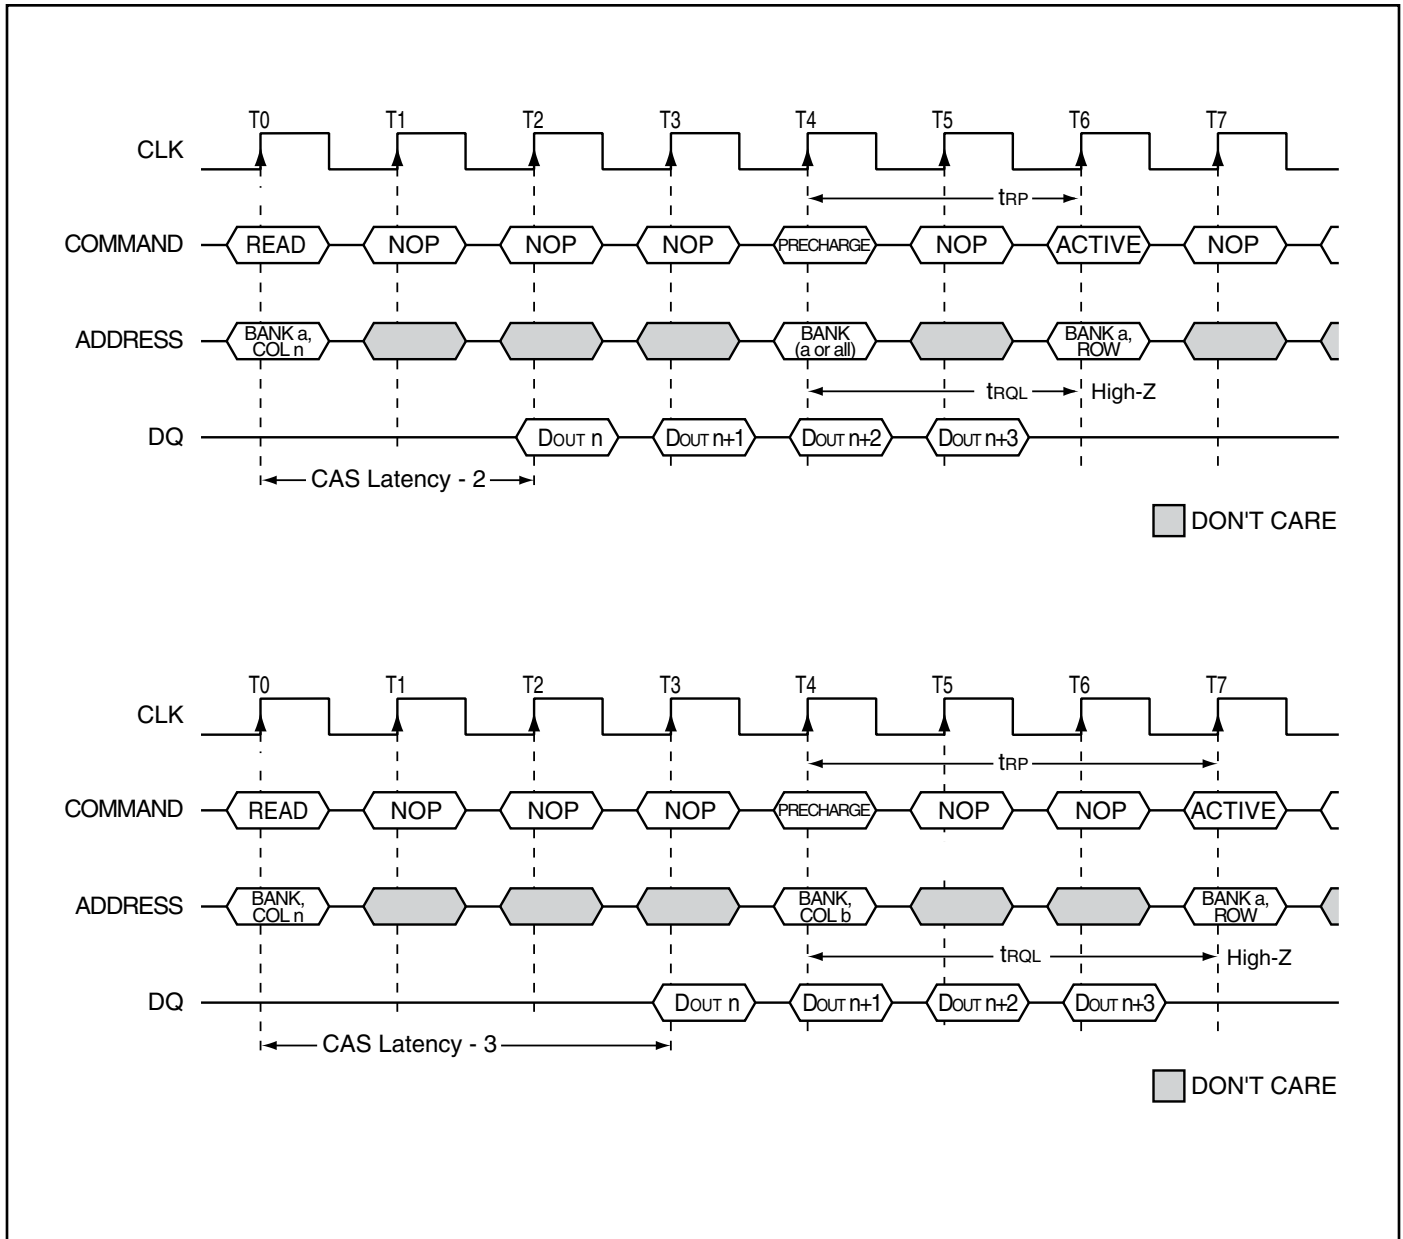 T0 T1 T2 T3 T4 T5 T6 T7
CLK
tRP
COMMAND READ NOP NOP NOP PRECHARGE NOP ACTIVE NOP
ADDRESS BANK a, COL n BANK (a or all) BANK a, ROW
tRQL High-Z
DQ DOUT n DOUT n+1 DOUT n+2 DOUT n+3
CAS Latency - 2
DON'T CARE
T0 T1 T2 T3 T4 T5 T6 T7
CLK
tRP
COMMAND READ NOP NOP NOP PRECHARGE NOP NOP ACTIVE
ADDRESS BANK, COL n BANK, COL b BANK a, ROW
tRQL High-Z
DQ DOUT n DOUT n+1 DOUT n+2 DOUT n+3
CAS Latency - 3
DON'T CARE